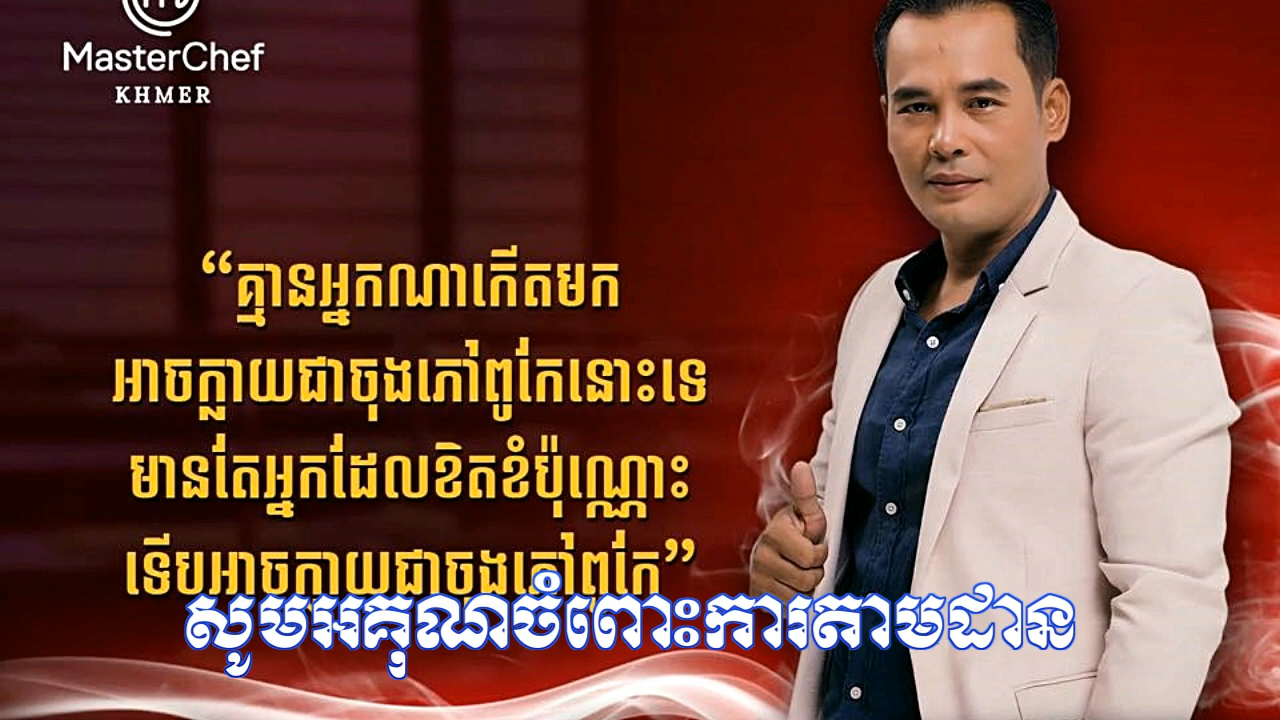 MasterChef
KHMER
“គ្មានអ្នកណាកើតមក
អាចក្លាយជាចុងភៅពូកែនោះទេ
មានតែអ្នកដែលខិតខំប៉ុណ្ណោះ
ទើបអាចក្លាយជាចុងភៅពូកែ”
សូមអរគុណចំពោះការតាមដាន